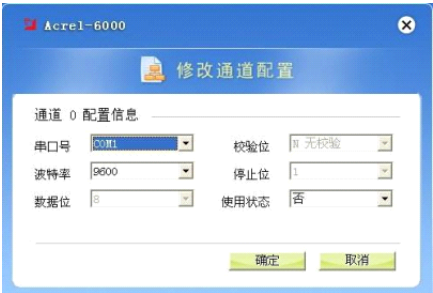 Acrel-6000
修改通道配置
通道 0 配置信息
串口号 COM1 校验位 N 无校验
波特率 9600 停止位 1
数据位 8 使用状态 否
确定 取消